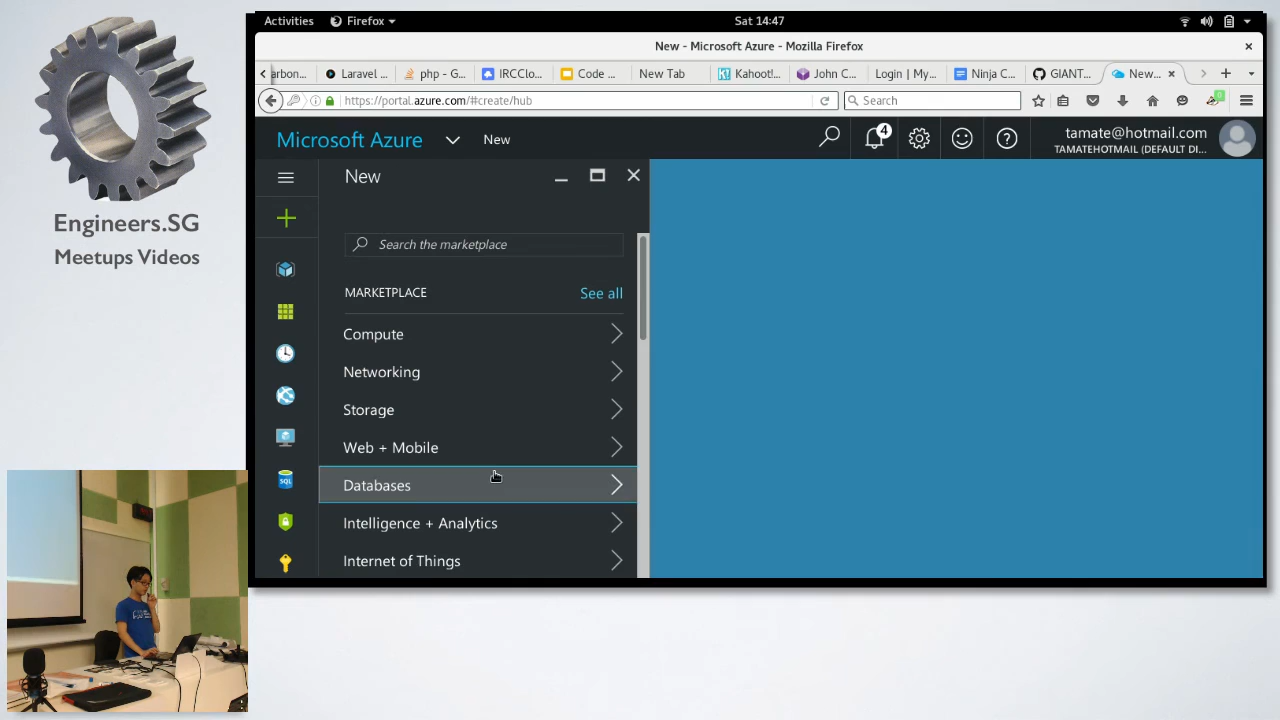 Engineers.SG
Meetups Videos
Activities
Firefox
Sat 14:47
New - Microsoft Azure - Mozilla Firefox
arbon...
Laravel ...
php - G...
IRCClo...
Code ...
New Tab
Kahoot!...
John C...
Login | My...
Ninja C...
GIANT...
New...
https://portal.azure.com/#create/hub
Search
Microsoft Azure
New
4
tamate@hotmail.com
TAMATEHOTMAIL (DEFAULT DI...
New
Search the marketplace
MARKETPLACE
See all
Compute
Networking
Storage
Web + Mobile
Databases
Intelligence + Analytics
Internet of Things
SQL